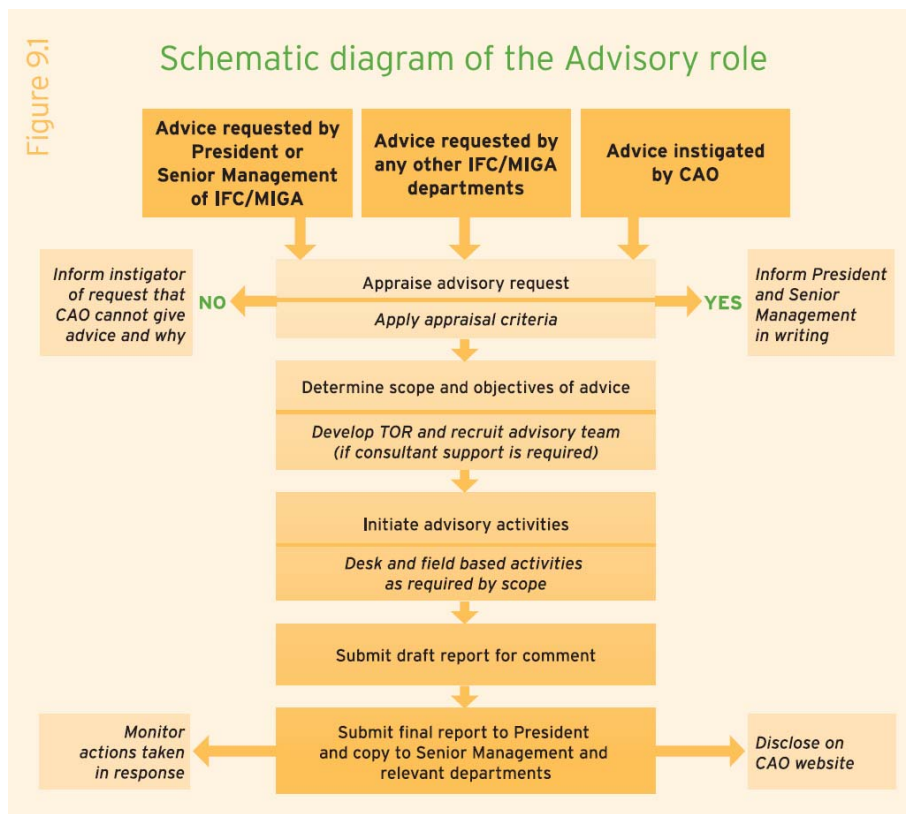 Figure 9.1
Schematic diagram of the Advisory role
Advice requested by
President or
Senior Management
of IFC/MIGA
Advice requested by
any other IFC/MIGA
departments
Advice instigated
by CAO
Inform instigator
of request that
CAO cannot give
advice and why
NO
Appraise advisory request
Apply appraisal criteria
YES
Inform President
and Senior
Management
in writing
Determine scope and objectives of advice
Develop TOR and recruit advisory team
(if consultant support is required)
Initiate advisory activities
Desk and field based activities
as required by scope
Submit draft report for comment
Monitor
actions taken
in response
Submit final report to President
and copy to Senior Management and
relevant departments
Disclose on
CAO website